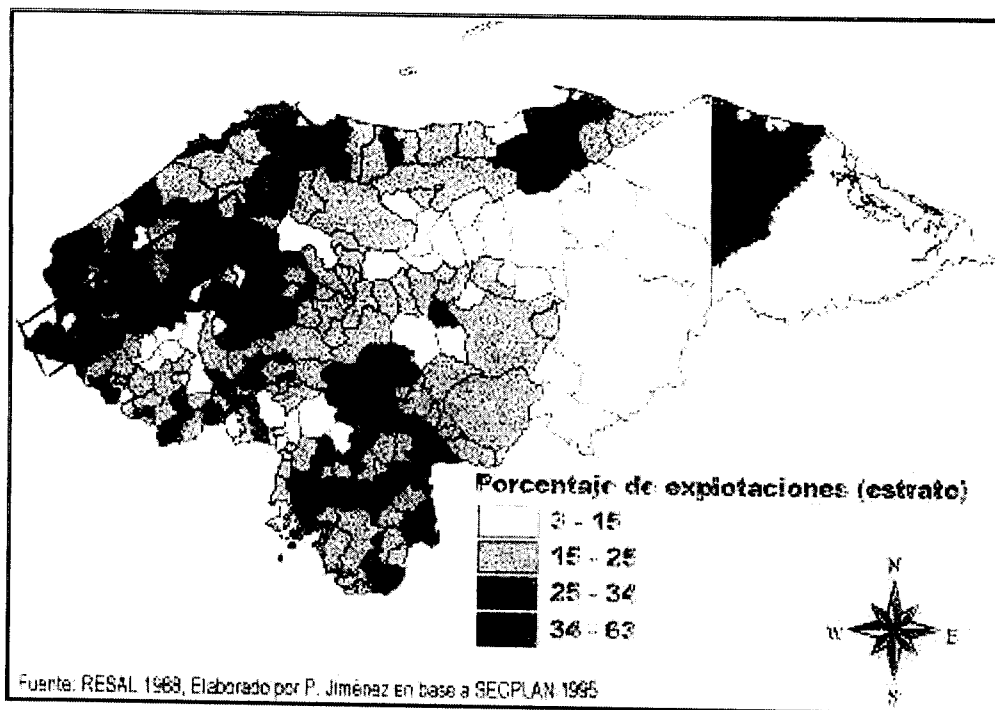 Porcentaje de explotaciones (estrato)
3 - 15
15 - 25
25 - 34
34 - 63
N
W E
S
Fuente: RESAL 1999, Elaborado por P. Jiménez en base a SECPLAN 1995